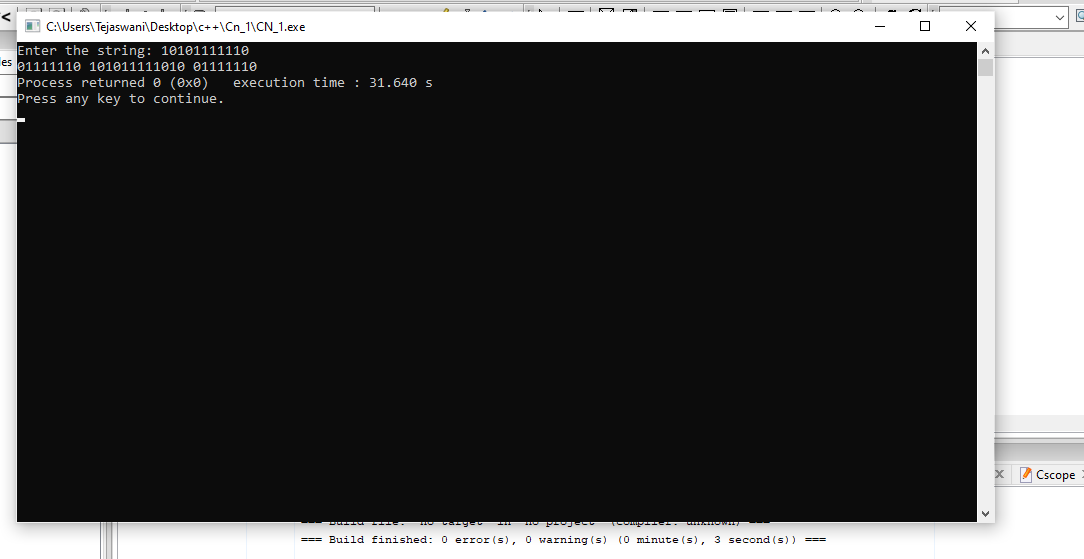 C:\Users\Tejaswani\Desktop\c++\Cn_1\CN_1.exe
Enter the string: 10101111110
01111110 101011111010 01111110
Process returned 0 (0x0)   execution time : 31.640 s
Press any key to continue.
les
Cscope
=== Build file: "no target" in "no project" (compiler: unknown) ===
=== Build finished: 0 error(s), 0 warning(s) (0 minute(s), 3 second(s)) ===